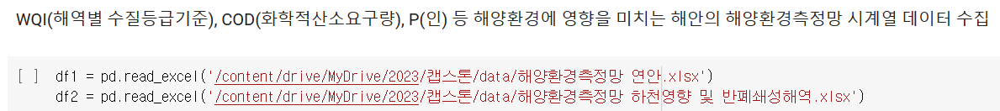 WQI(해역별 수질등급기준), COD(화학적산소요구량), P(인) 등 해양환경에 영향을 미치는 해안의 해양환경측정망 시계열 데이터 수집
[ ] df1 = pd.read_excel('/content/drive/MyDrive/2023/캡스톤/data/해양환경측정망 연안.xlsx')
df2 = pd.read_excel('/content/drive/MyDrive/2023/캡스톤/data/해양환경측정망 하천영향 및 반폐쇄성해역.xlsx')